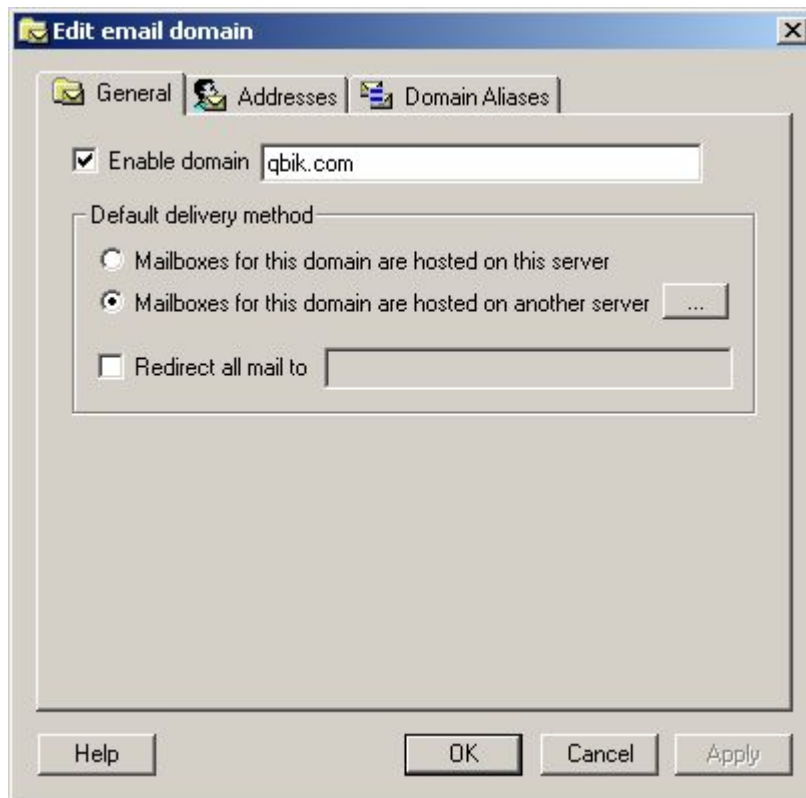 Edit email domain
General Addresses Domain Aliases
Enable domain qbik.com
Default delivery method
Mailboxes for this domain are hosted on this server
Mailboxes for this domain are hosted on another server ...
Redirect all mail to
Help OK Cancel Apply